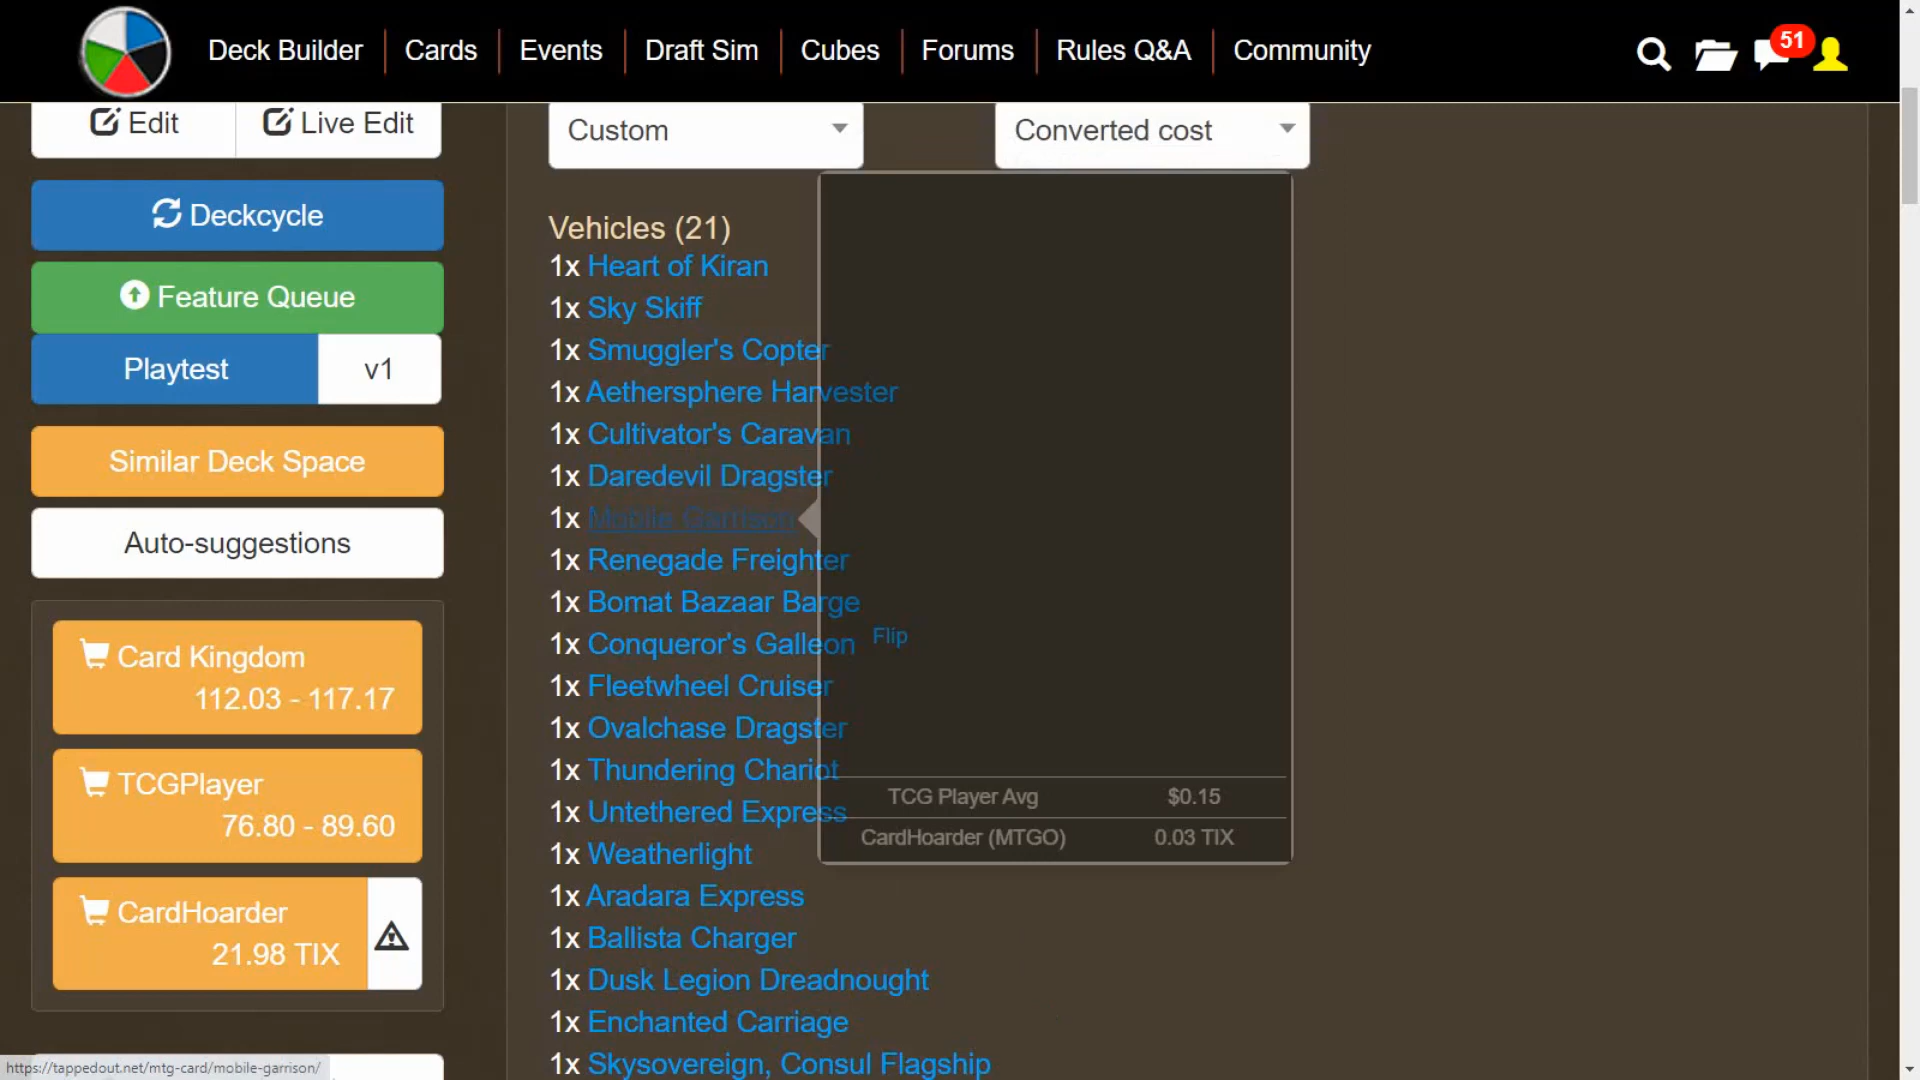 Deck Builder Cards Events Draft Sim Cubes Forums Rules Q&A Community 51
Edit Live Edit
Custom Converted cost
Deckcycle
Feature Queue
Playtest v1
Similar Deck Space
Auto-suggestions
Card Kingdom
112.03 - 117.17
TCGPlayer
76.80 - 89.60
CardHoarder
21.98 TIX
Vehicles (21)
1x Heart of Kiran
1x Sky Skiff
1x Smuggler's Copter
1x Aethersphere Harvester
1x Cultivator's Caravan
1x Daredevil Dragster
1x Mobile Garrison
1x Renegade Freighter
1x Bomat Bazaar Barge
1x Conqueror's Galleon Flip
1x Fleetwheel Cruiser
1x Ovalchase Dragster
1x Thundering Chariot
1x Untethered Express
1x Weatherlight
1x Aradara Express
1x Ballista Charger
1x Dusk Legion Dreadnought
1x Enchanted Carriage
1x Skysovereign, Consul Flagship
TCG Player Avg $0.15
CardHoarder (MTGO) 0.03 TIX
https://tappedout.net/mtg-card/mobile-garrison/